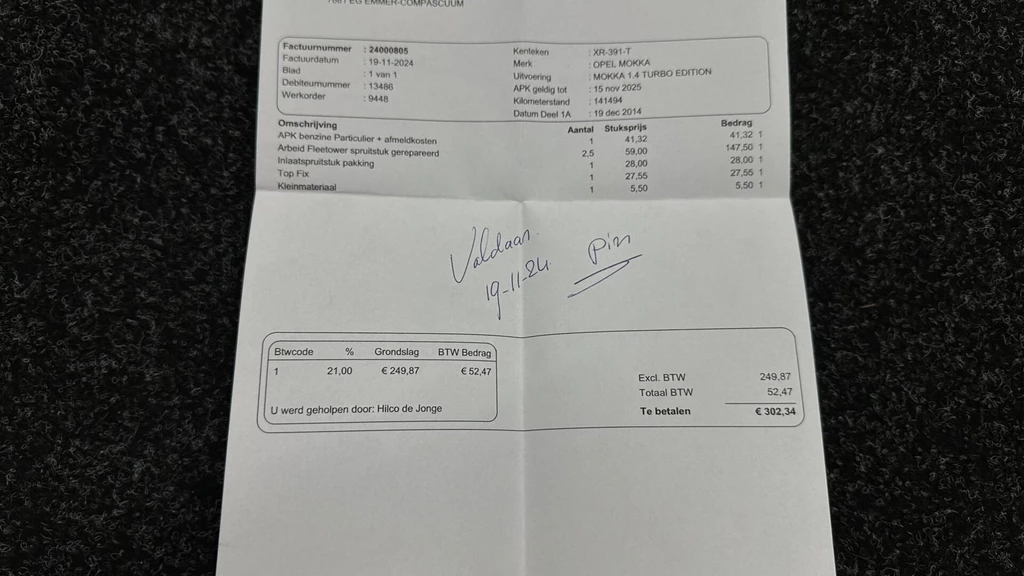 EMMER-COMPASCUUM
Factuurnummer : 24000805
Factuurdatum : 19-11-2024
Blad : 1 van 1
Debiteurnummer : 13486
Werkorder : 9448
Kenteken : XR-391-T
Merk : OPEL MOKKA
Uitvoering : MOKKA 1.4 TURBO EDITION
APK geldig tot : 15 nov 2025
Kilometerstand : 141494
Datum Deel 1A : 19 dec 2014
Omschrijving Aantal Stuksprijs Bedrag
APK benzine Particulier + afmeldkosten 1 41,32 41,32 1
Arbeid Fleetower spruitstuk gerepareerd 2,5 59,00 147,50 1
Inlaatspruitstuk pakking 1 28,00 28,00 1
Top Fix 1 27,55 27,55 1
Kleinmateriaal 1 5,50 5,50 1
Voldaan.
19-11-24 pin
Btwcode % Grondslag BTW Bedrag
1 21,00 € 249,87 € 52,47
U werd geholpen door: Hilco de Jonge
Excl. BTW 249,87
Totaal BTW 52,47
Te betalen € 302,34